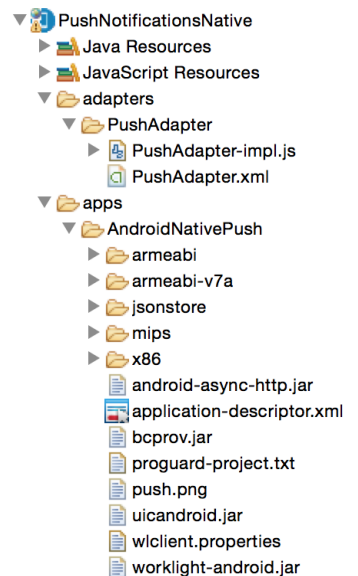 PushNotificationsNative
Java Resources
JavaScript Resources
adapters
PushAdapter
PushAdapter-impl.js
PushAdapter.xml
apps
AndroidNativePush
armeabi
armeabi-v7a
jsonstore
mips
x86
android-async-http.jar
application-descriptor.xml
bcprov.jar
proguard-project.txt
push.png
uicandroid.jar
wlclient.properties
worklight-android.jar